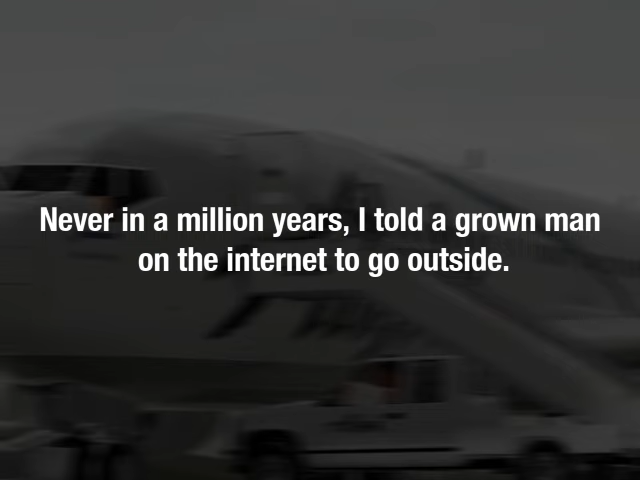 Never in a million years, I told a grown man
on the internet to go outside.